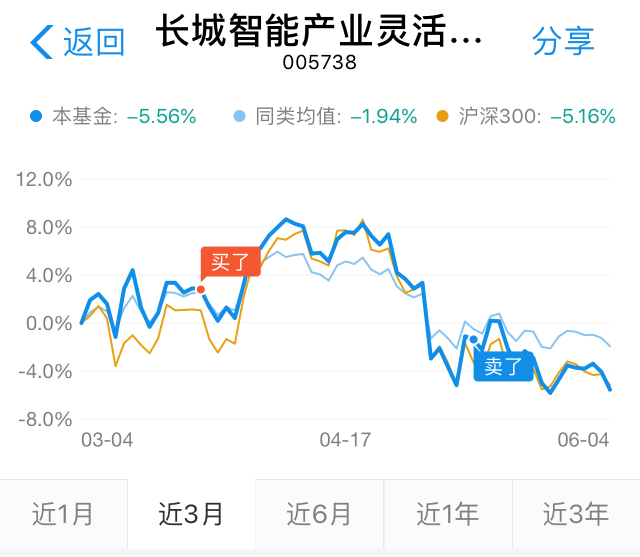 返回
长城智能产业灵活...
005738
分享
本基金: -5.56%
同类均值: -1.94%
沪深300: -5.16%
12.0%
8.0%
4.0%
0.0%
-4.0%
-8.0%
买了
卖了
03-04
04-17
06-04
近1月
近3月
近6月
近1年
近3年